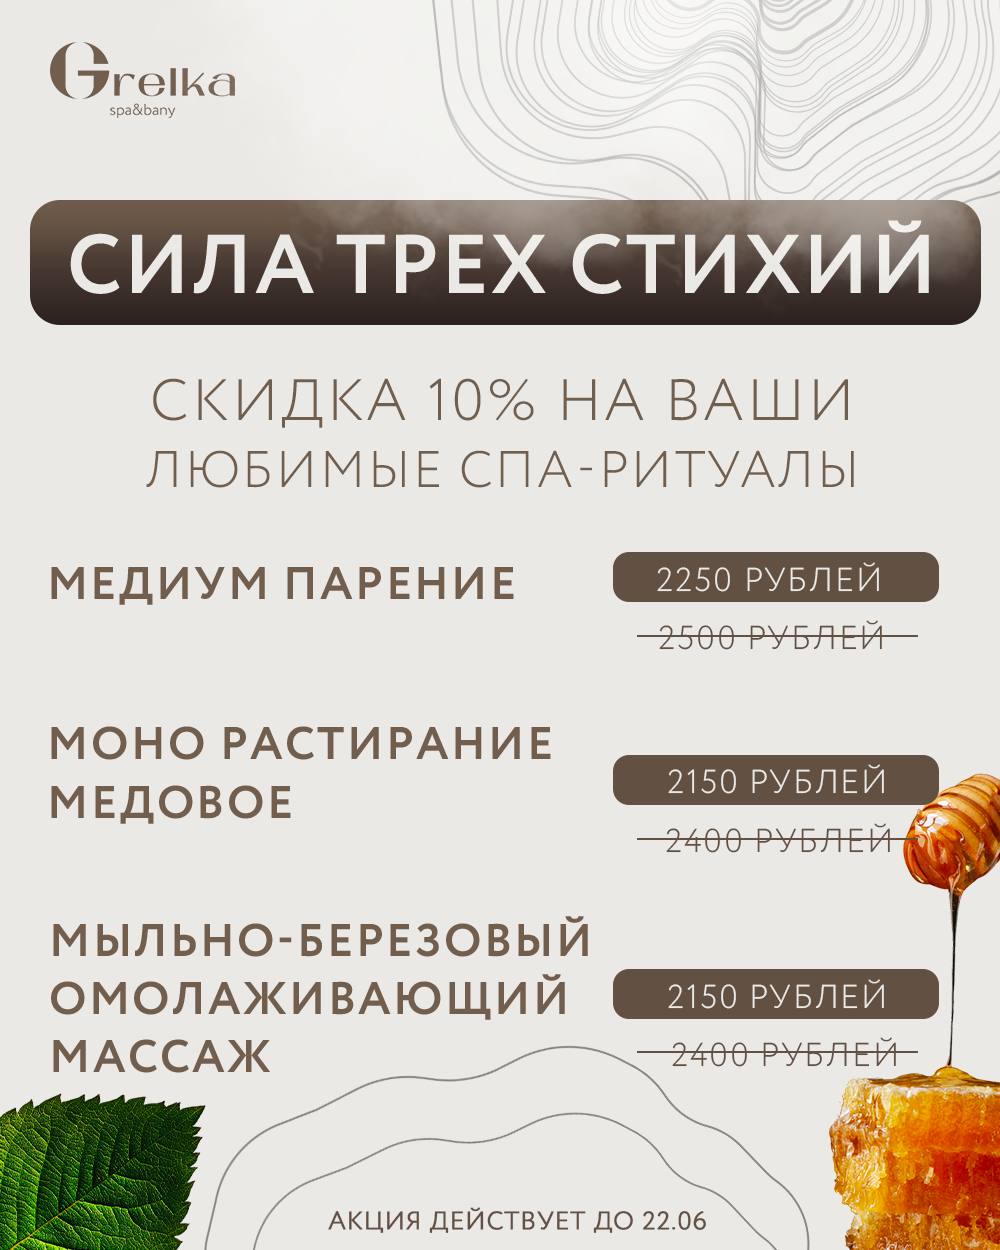 Grelka
spa&bany
СИЛА ТРЕХ СТИХИЙ
СКИДКА 10% НА ВАШИ
ЛЮБИМЫЕ СПА-РИТУАЛЫ
МЕДИУМ ПАРЕНИЕ
2250 РУБЛЕЙ
2500 РУБЛЕЙ
МОНО РАСТИРАНИЕ
МЕДОВОЕ
2150 РУБЛЕЙ
2400 РУБЛЕЙ
МЫЛЬНО-БЕРЕЗОВЫЙ
ОМОЛАЖИВАЮЩИЙ
МАССАЖ
2150 РУБЛЕЙ
2400 РУБЛЕЙ
АКЦИЯ ДЕЙСТВУЕТ ДО 22.06